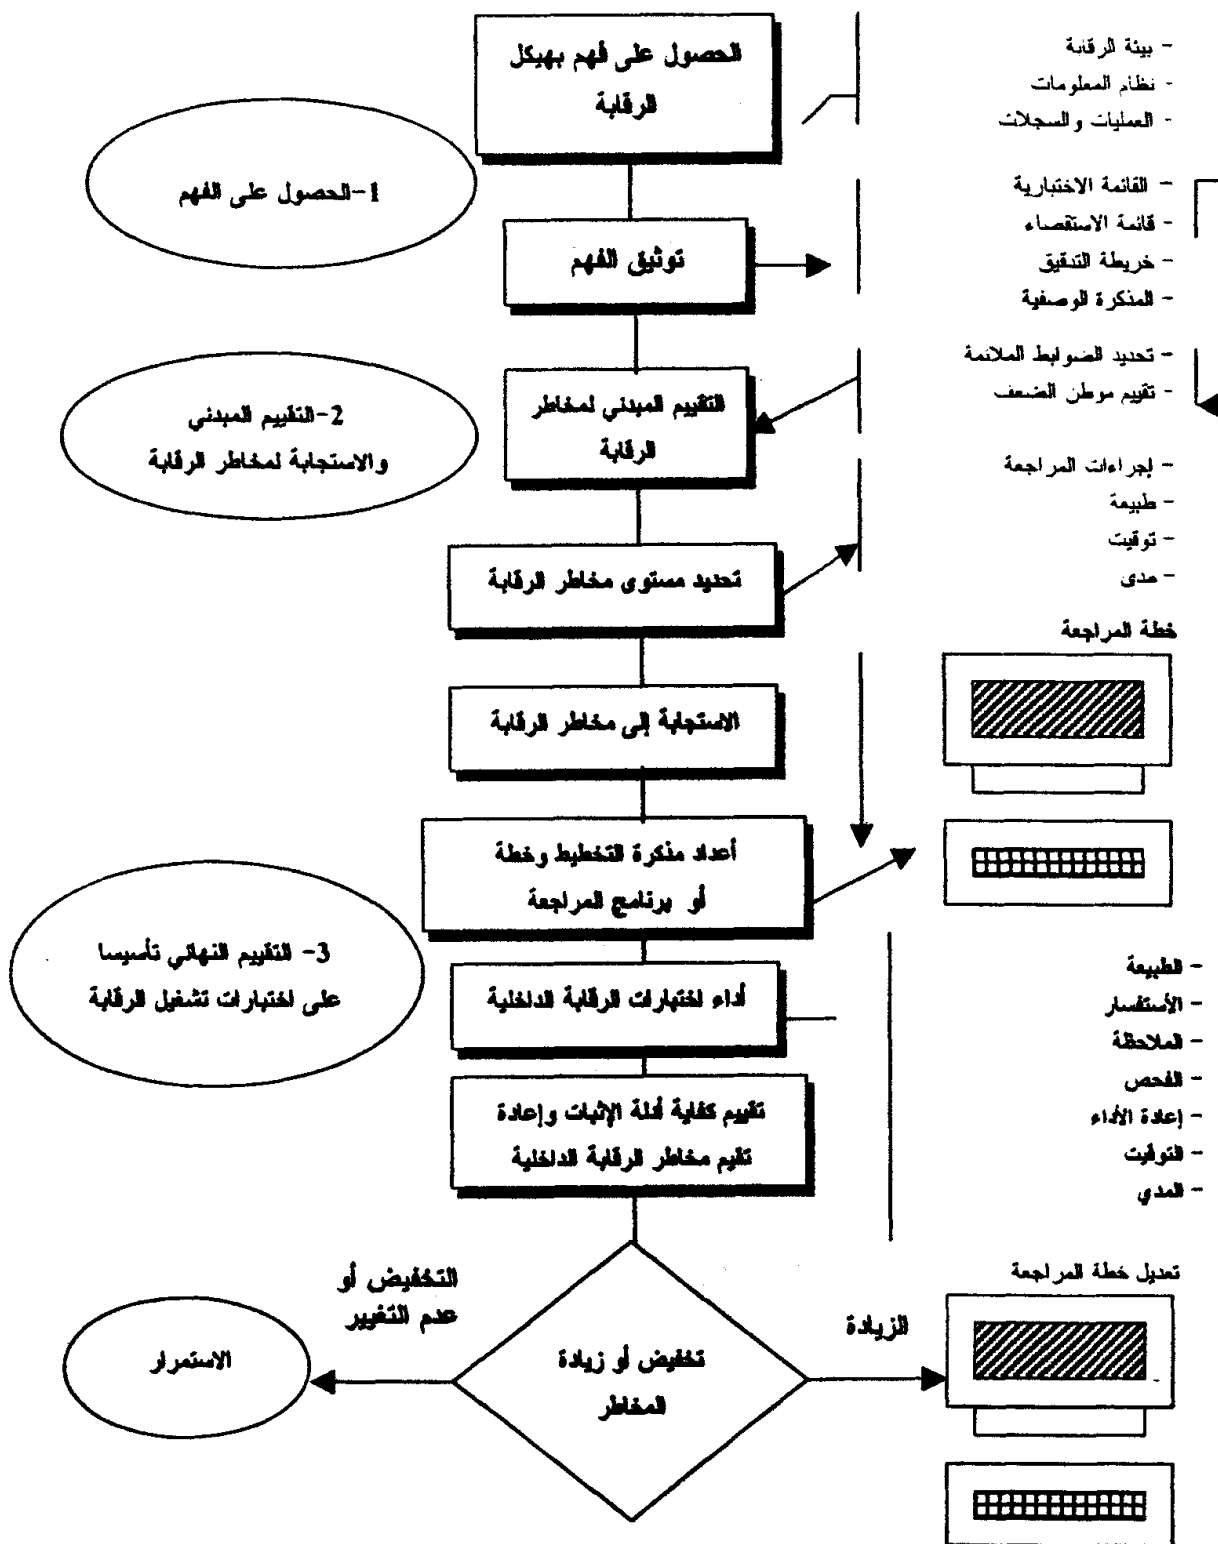 الحصول على فهم بهيكل
الرقابة
- بيئة الرقابة
- نظام المعلومات
- العمليات والسجلات
1-الحصول على الفهم
توثيق الفهم
- القائمة الاختبارية
- قائمة الاستقصاء
- خريطة التدقيق
- المذكرة الوصفية
2-التقييم المبدئي
والاستجابة لمخاطر الرقابة
التقييم المبدئي لمخاطر
الرقابة
- تحديد الضوابط الملائمة
- تقييم موطن الضعف
تحديد مستوى مخاطر الرقابة
- إجراءات المراجعة
- طبيعة
- توقيت
- مدى
الاستجابة إلى مخاطر الرقابة
خطة المراجعة
أعداد مذكرة التخطيط وخطة
أو برنامج المراجعة
3- التقييم النهائي تأسيسا
على اختبارات تشغيل الرقابة
أداء اختبارات الرقابة الداخلية
- الطبيعة
- الأستفسار
- الملاحظة
- الفحص
- إعادة الأداء
- التوقيت
- المدي
تقييم كفاية أدلة الإثبات وإعادة
تقيم مخاطر الرقابة الداخلية
تخفيض أو زيادة
المخاطر
الزيادة
تعديل خطة المراجعة
التخفيض أو
عدم التغيير
الاستمرار